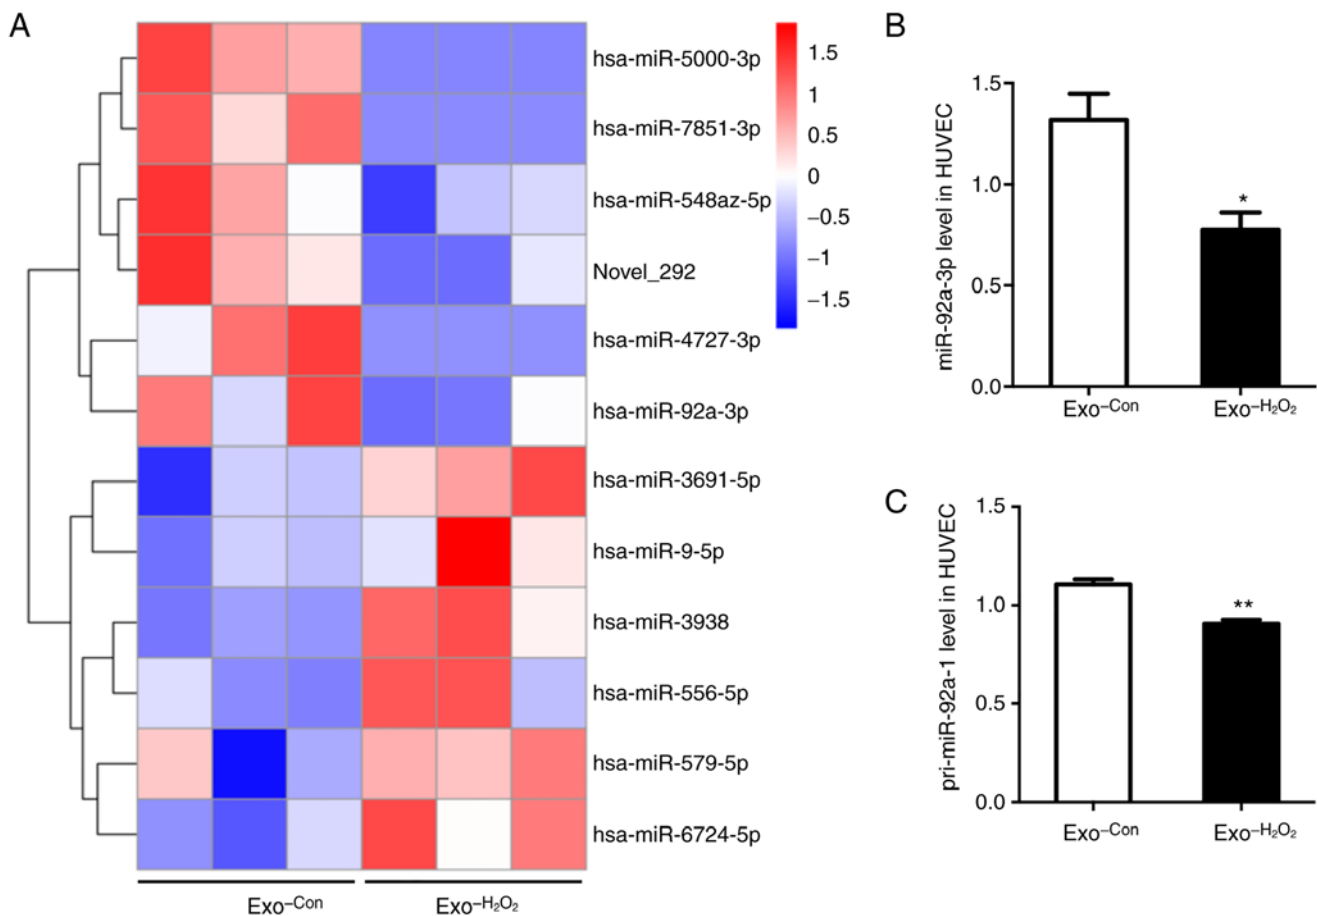 A
hsa-miR-5000-3p
hsa-miR-7851-3p
hsa-miR-548az-5p
Novel_292
hsa-miR-4727-3p
hsa-miR-92a-3p
hsa-miR-3691-5p
hsa-miR-9-5p
hsa-miR-3938
hsa-miR-556-5p
hsa-miR-579-5p
hsa-miR-6724-5p
Exo–Con
Exo–H₂O₂
1.5
1
0.5
0
–0.5
–1
–1.5
B
miR-92a-3p level in HUVEC
1.5
1.0
0.5
0.0
*
Exo–Con
Exo–H₂O₂
C
pri-miR-92a-1 level in HUVEC
1.5
1.0
0.5
0.0
**
Exo–Con
Exo–H₂O₂